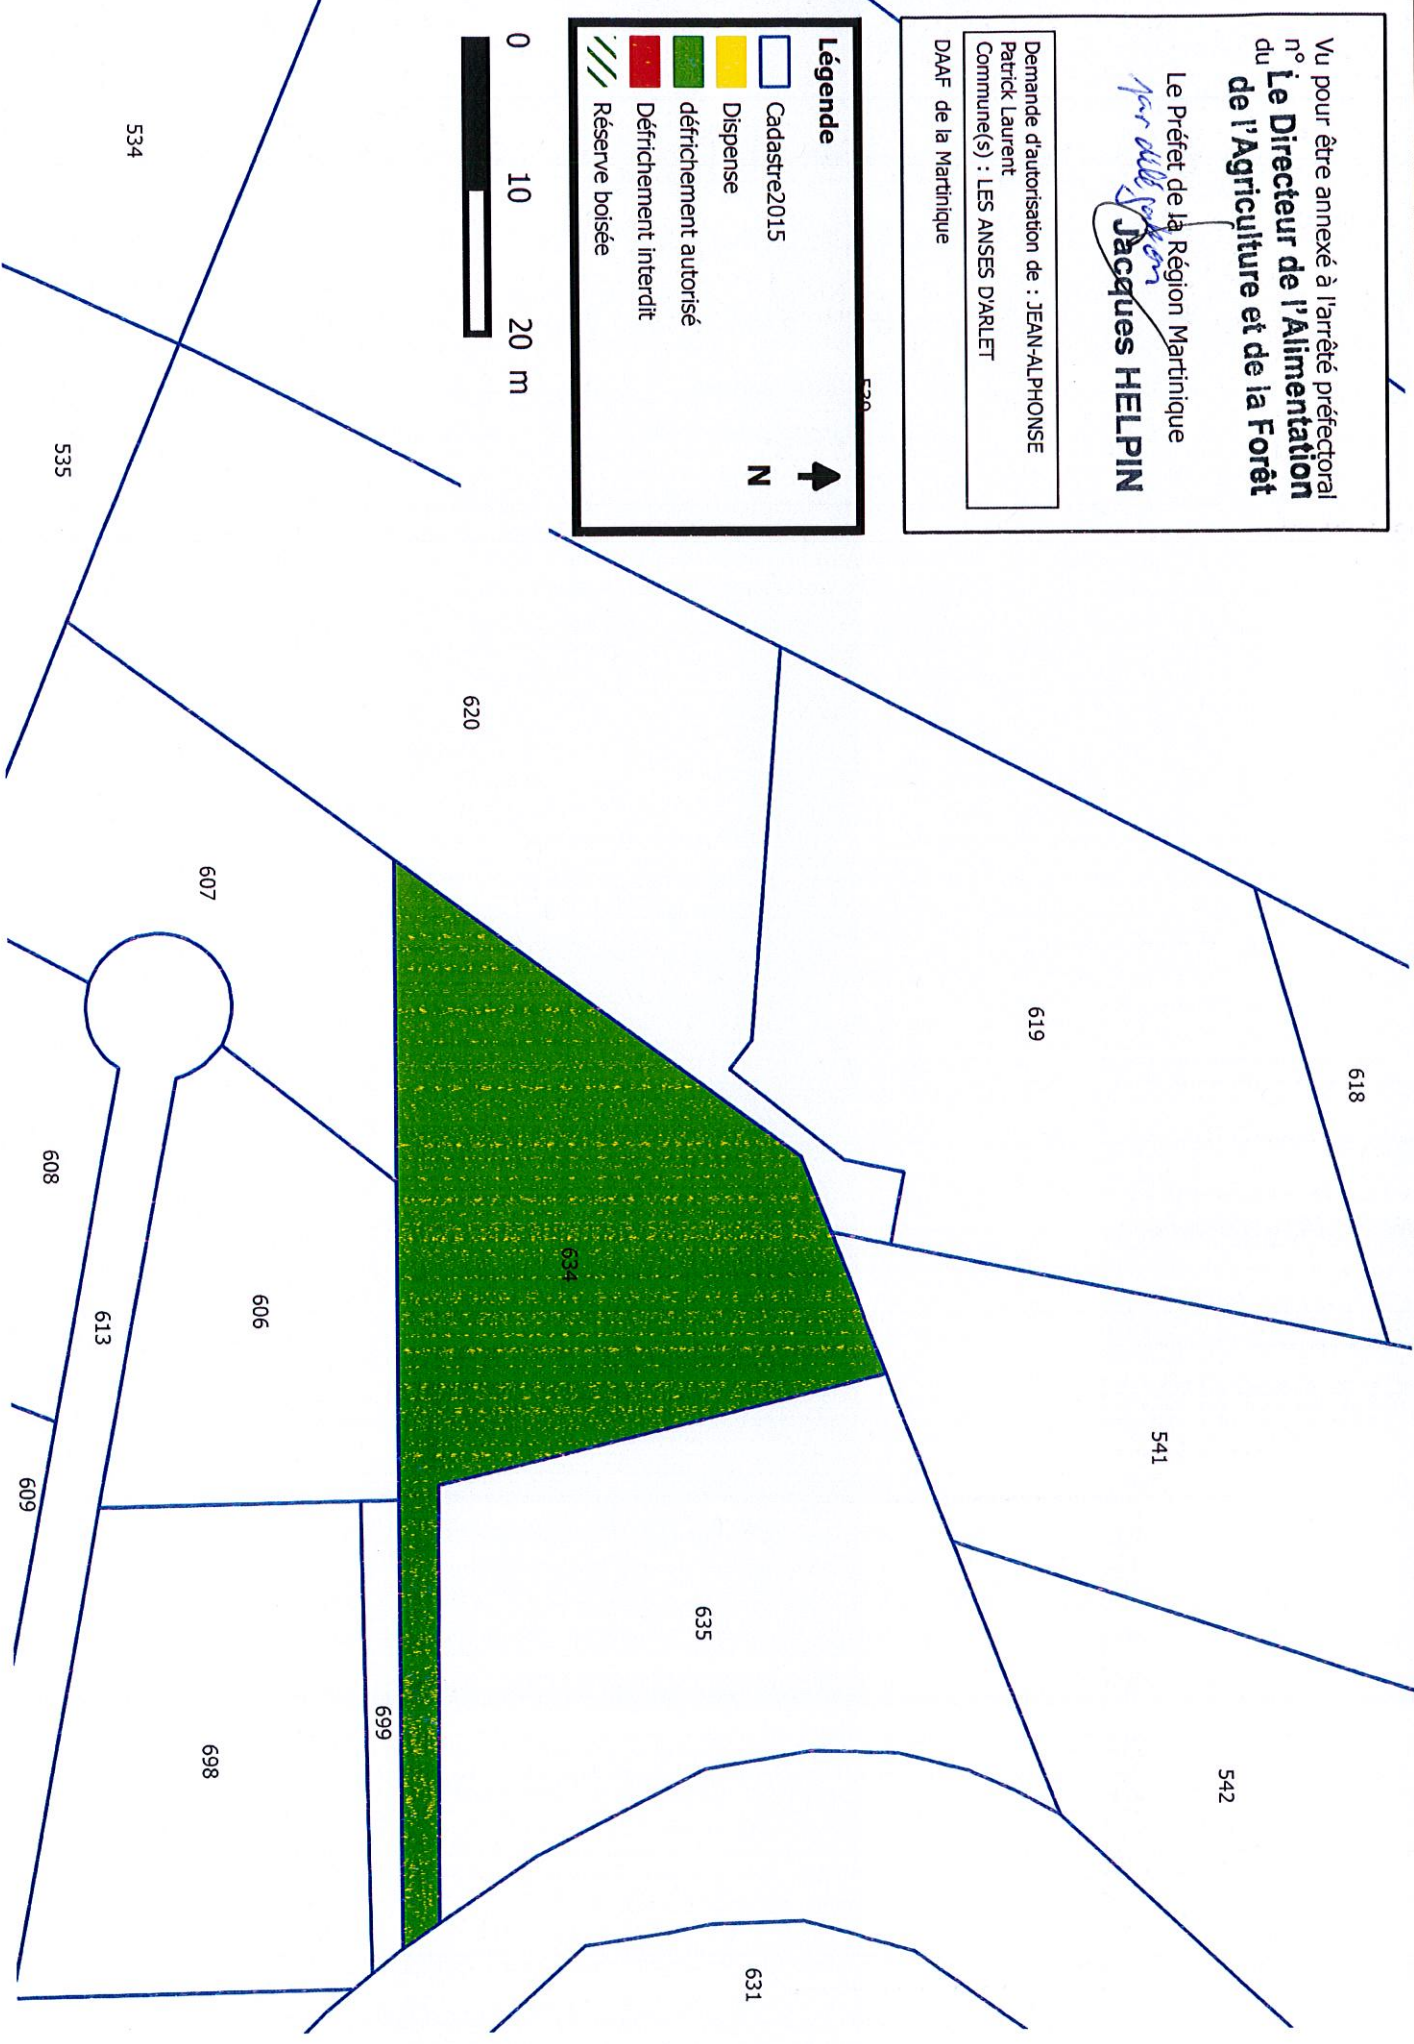 Vu pour être annexé à l'arrêté préfectoral
n° Le Directeur de l'Alimentation
du de l'Agriculture et de la Forêt
Le Préfet de la Région Martinique
par délégation
Jacques HELPIN
Demande d'autorisation de : JEAN-ALPHONSE
Patrick Laurent
Commune(s) : LES ANSES D'ARLET
DAAF de la Martinique
Légende
Cadastre2015
Dispense
défrichement autorisé
Défrichement interdit
Réserve boisée
N
0 10 20 m
618
619
541
542
620
634
635
631
534
535
607
606
699
698
608
613
609